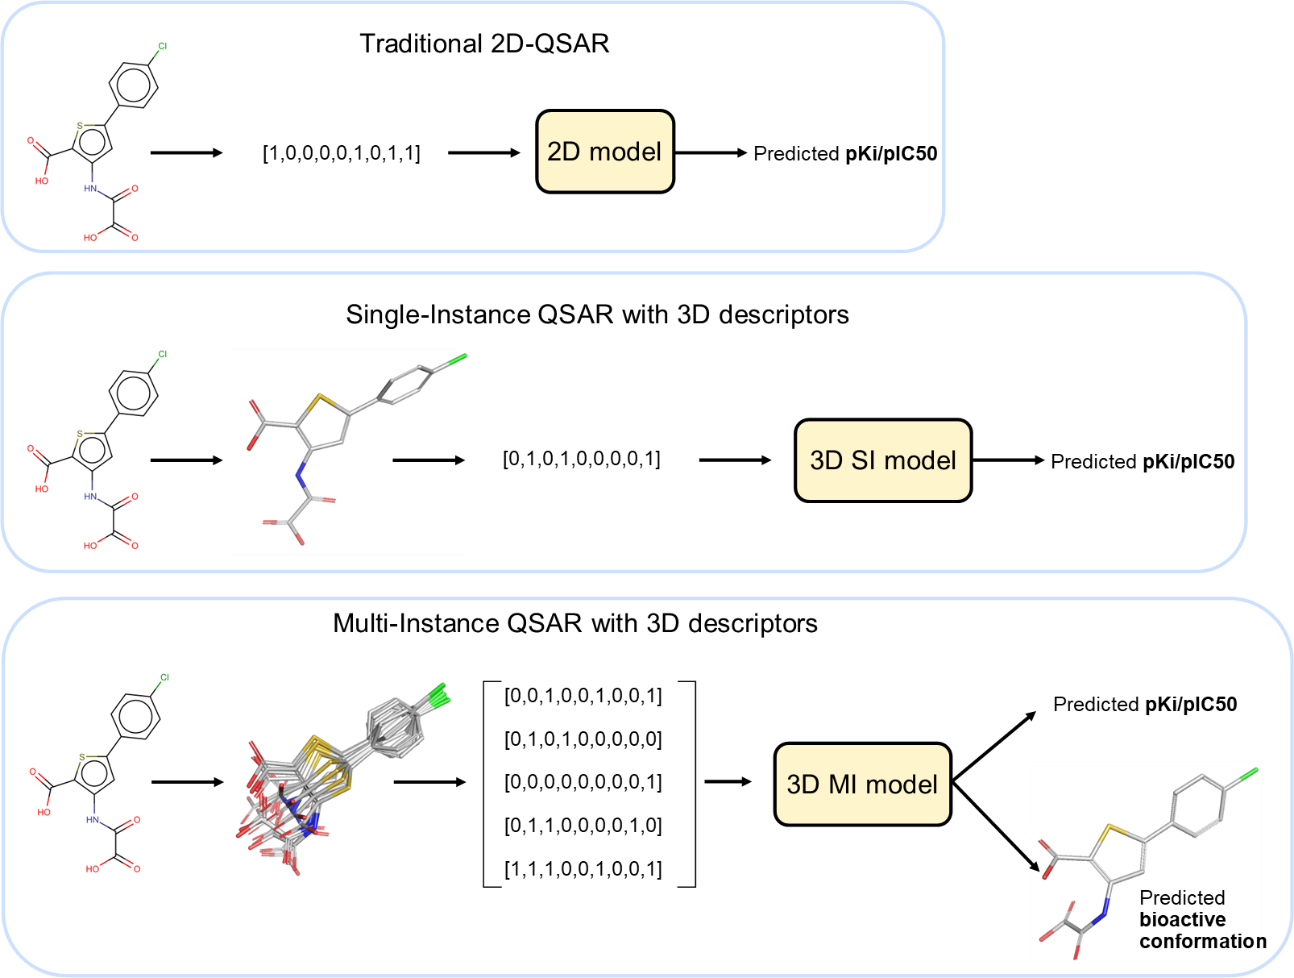 Traditional 2D-QSAR
Cl
S
O
HO
HN
O
HO
O
[1,0,0,0,0,1,0,1,1]
2D model
Predicted pKi/pIC50
Single-Instance QSAR with 3D descriptors
Cl
S
O
HO
HN
O
HO
O
[0,1,0,1,0,0,0,0,1]
3D SI model
Predicted pKi/pIC50
Multi-Instance QSAR with 3D descriptors
Cl
S
O
HO
HN
O
HO
O
[0,0,1,0,0,1,0,0,1]
[0,1,0,1,0,0,0,0,0]
[0,0,0,0,0,0,0,0,1]
[0,1,1,0,0,0,0,1,0]
[1,1,1,0,0,1,0,0,1]
3D MI model
Predicted pKi/pIC50
Predicted
bioactive
conformation